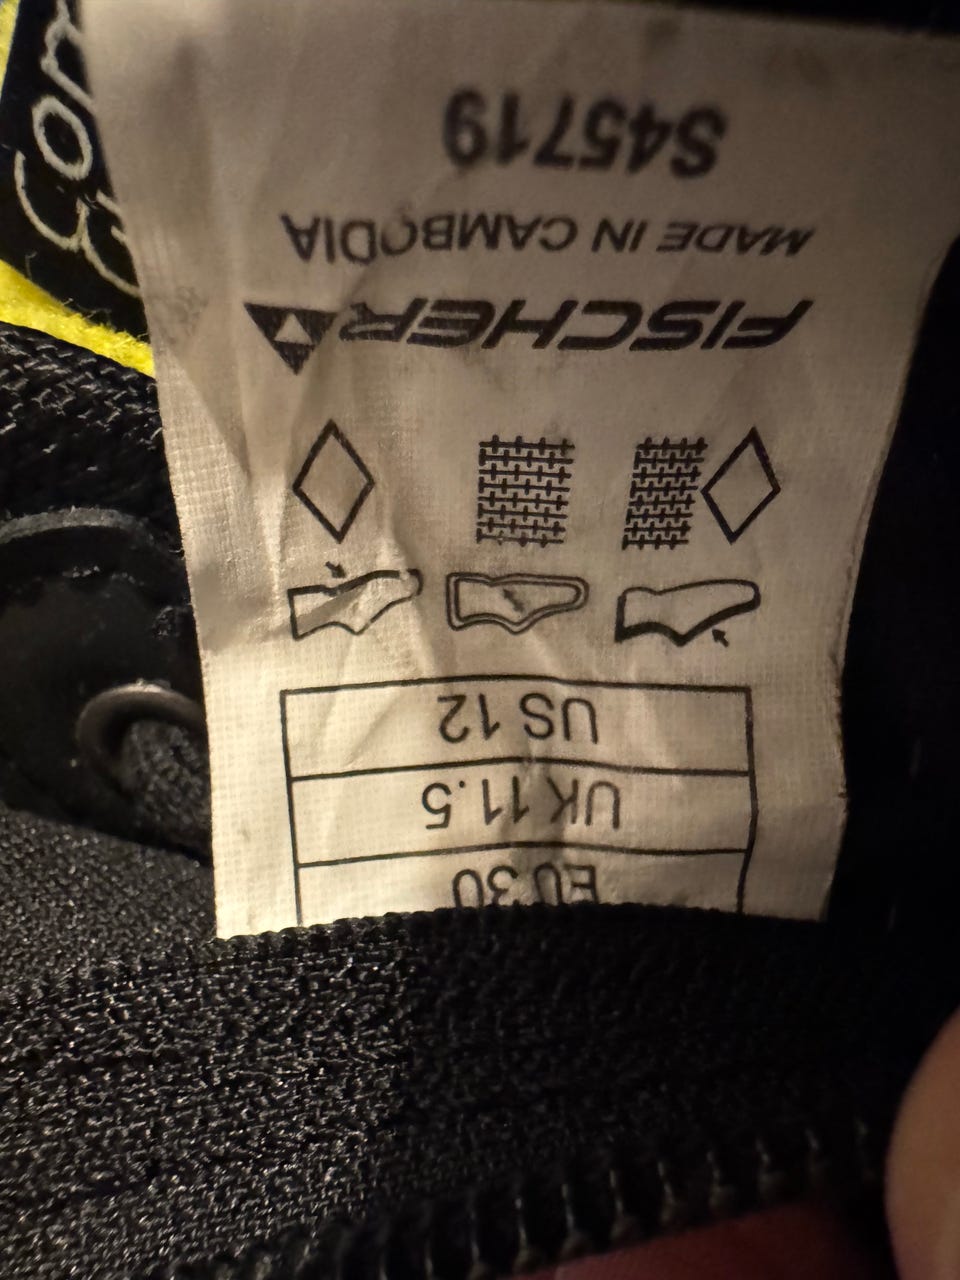 EU 30
UK 11.5
US 12
FISCHER
MADE IN CAMBODIA
S45719